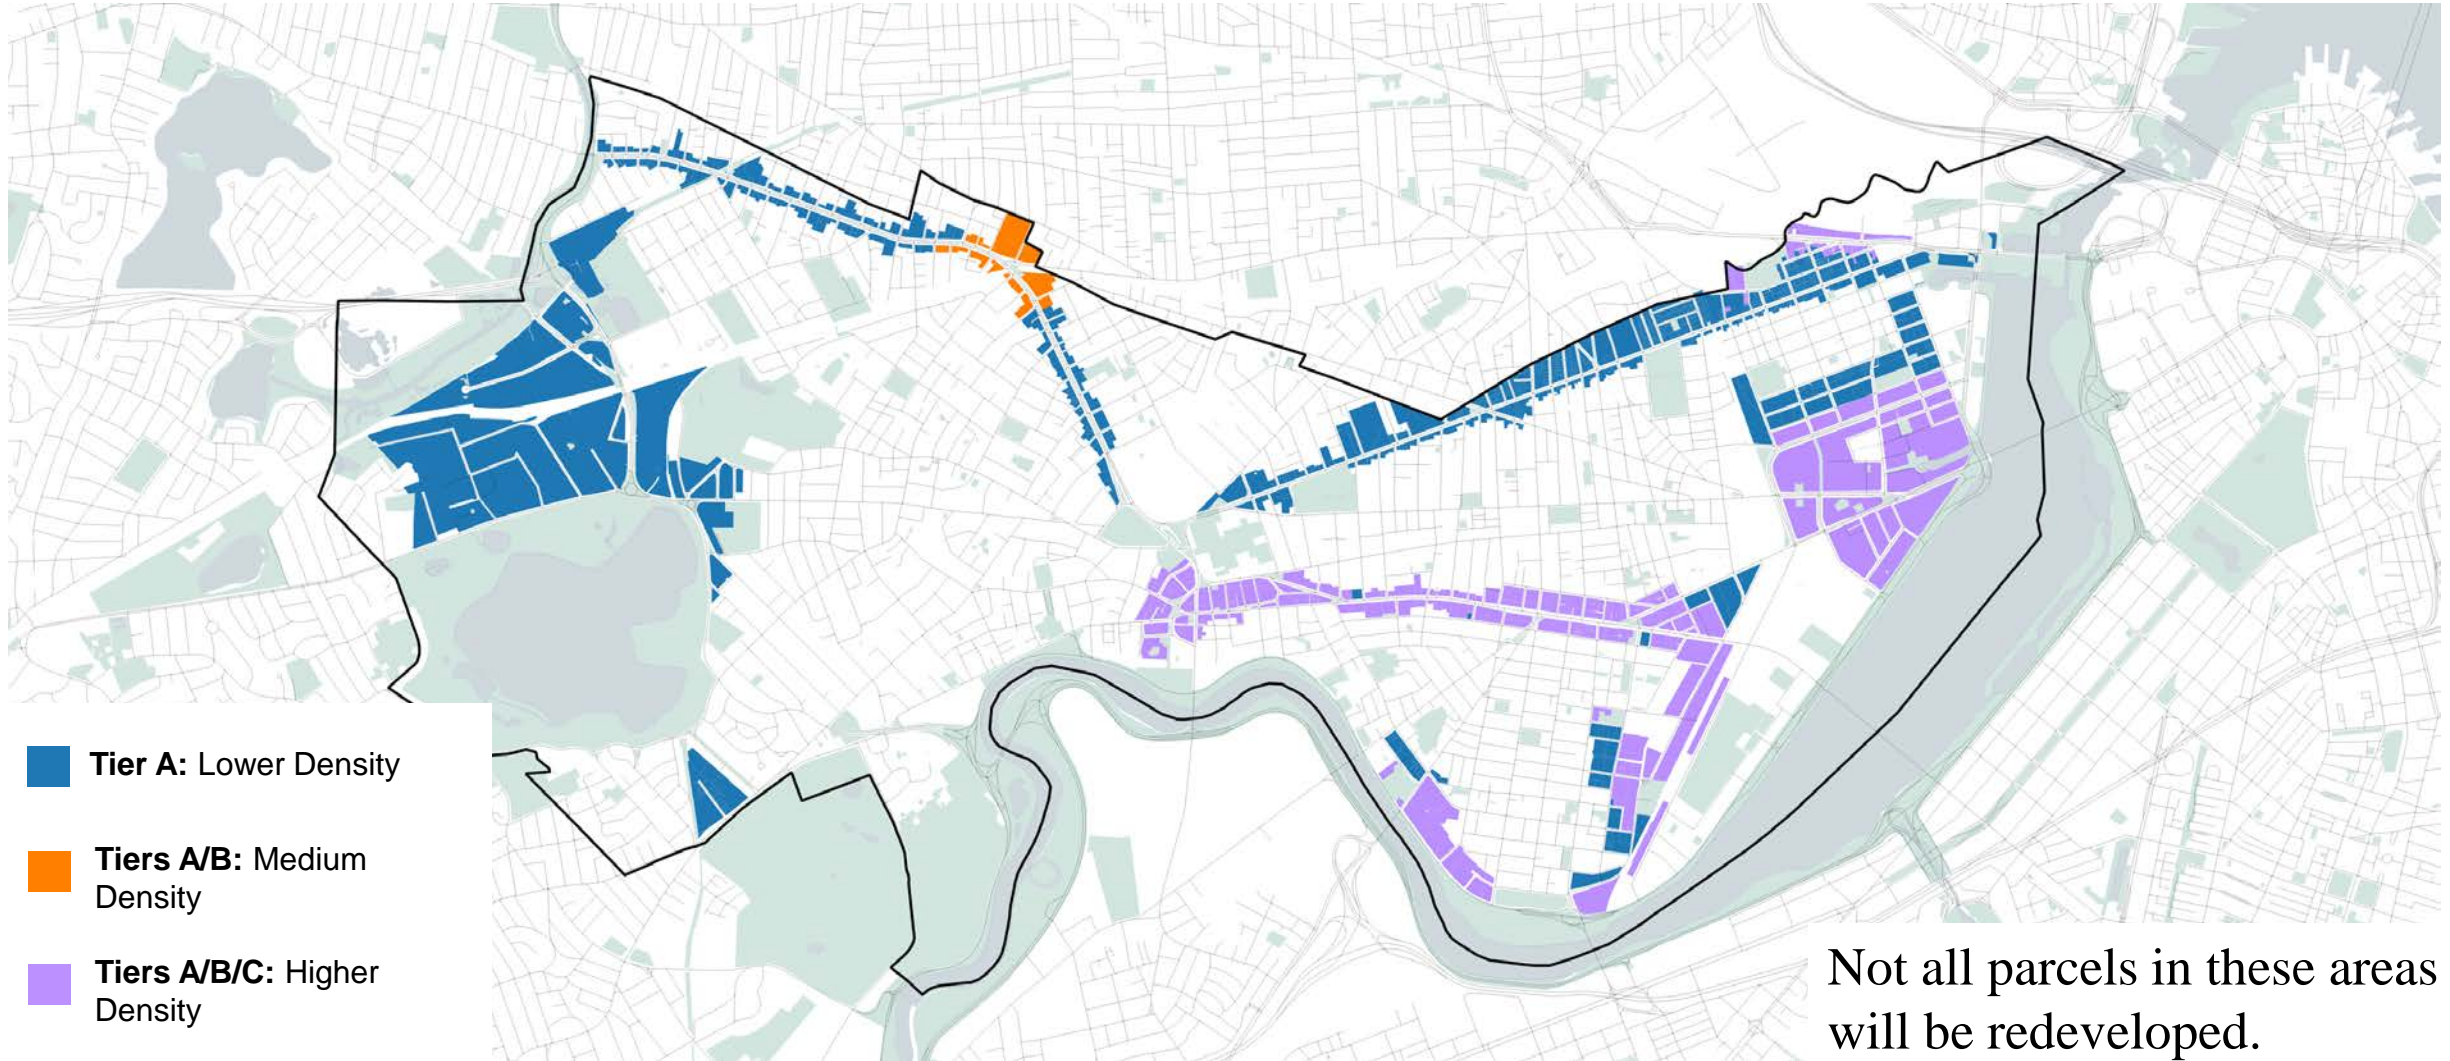 Tier A: Lower Density
Tiers A/B: Medium
Density
Tiers A/B/C: Higher
Density
Not all parcels in these areas
will be redeveloped.